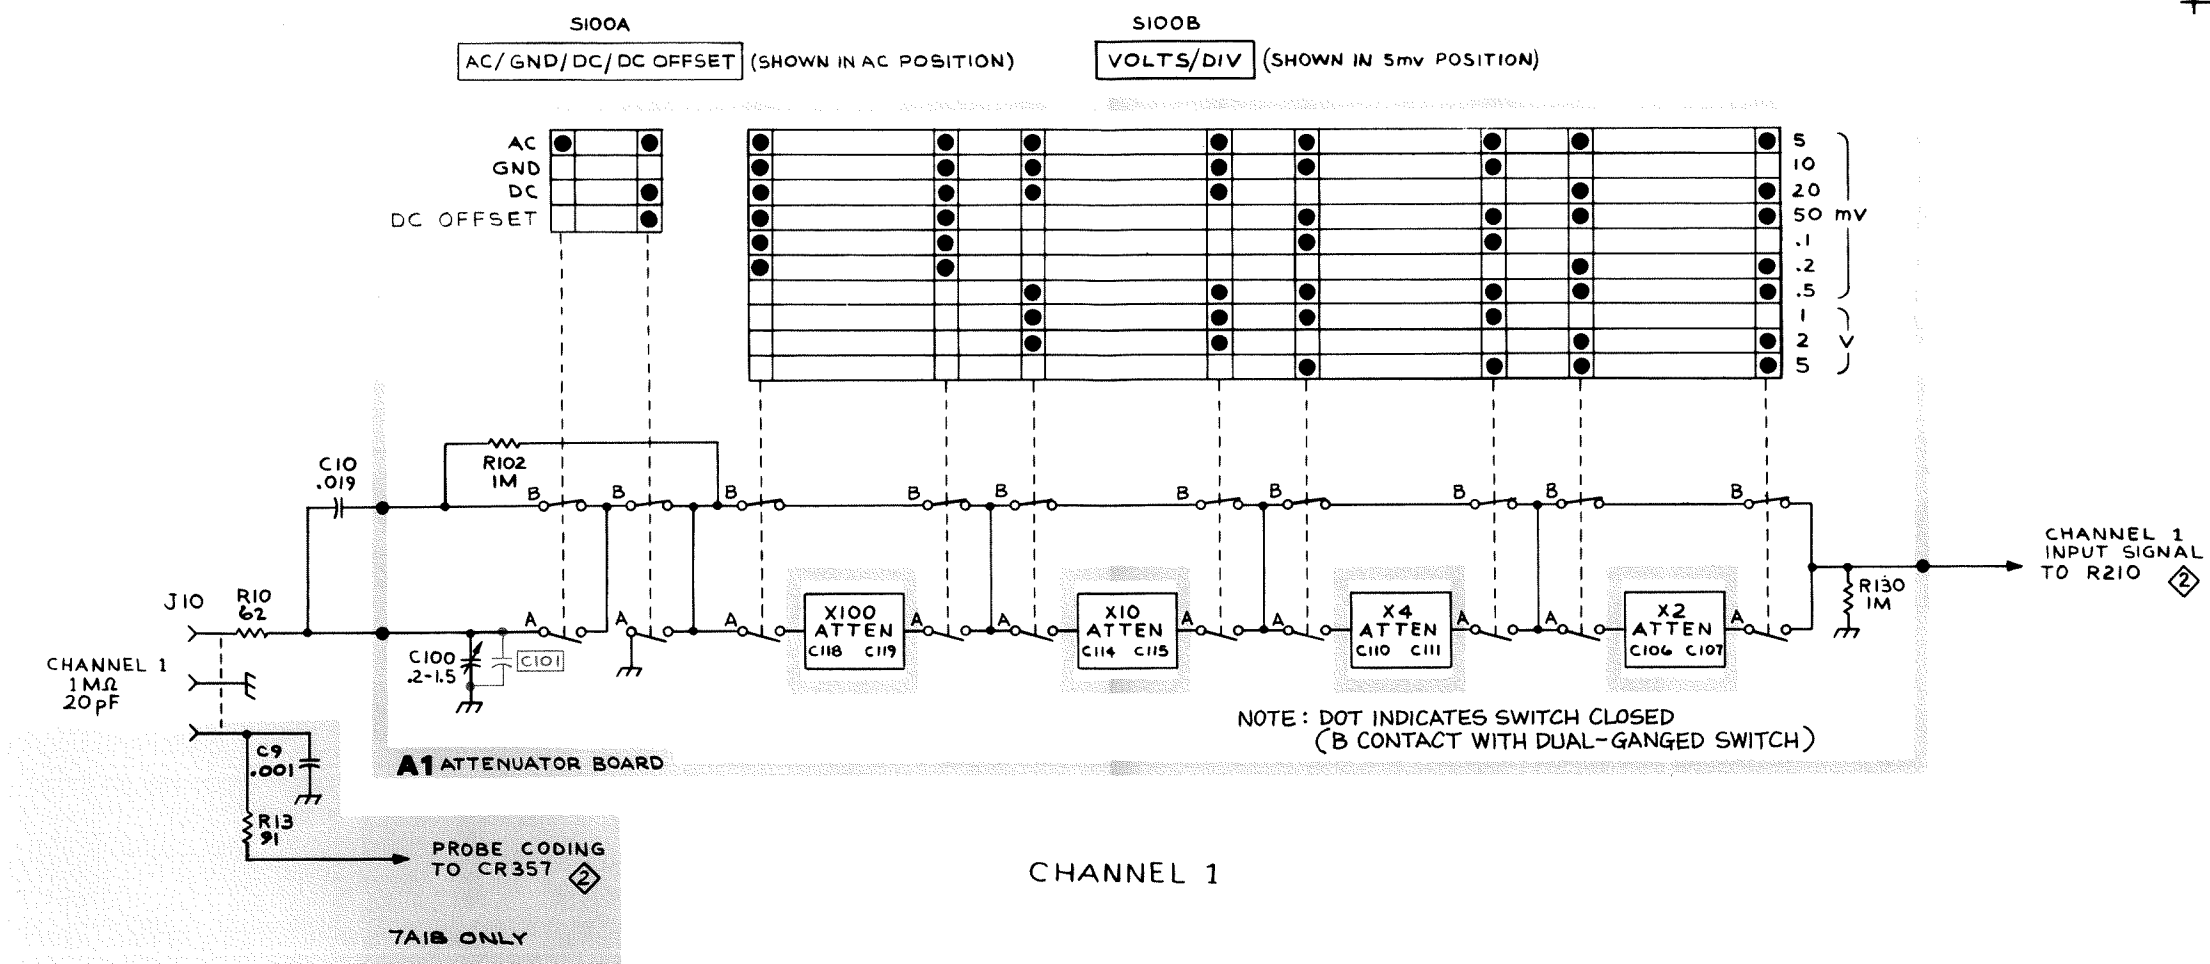 S100A
S100B
AC/GND/DC/DC OFFSET (SHOWN IN AC POSITION)
VOLTS/DIV (SHOWN IN 5mv POSITION)
AC
GND
DC
DC OFFSET
5
10
20
50 mV
.1
.2
.5
1
2 V
5
C10
.019
R102
1M
B
B
B
B
B
B
B
B
B
B
J10
R10
62
A
A
A
A
A
A
A
A
A
A
C100
.2-1.5
C101
X100
ATTEN
C118 C119
X10
ATTEN
C114 C115
X4
ATTEN
C110 C111
X2
ATTEN
C106 C107
R130
1M
CHANNEL 1
INPUT SIGNAL
TO R210 2
CHANNEL 1
1MΩ
20pF
NOTE: DOT INDICATES SWITCH CLOSED
(B CONTACT WITH DUAL-GANGED SWITCH)
A1 ATTENUATOR BOARD
C9
.001
R13
91
PROBE CODING
TO CR357 2
CHANNEL 1
7A18 ONLY